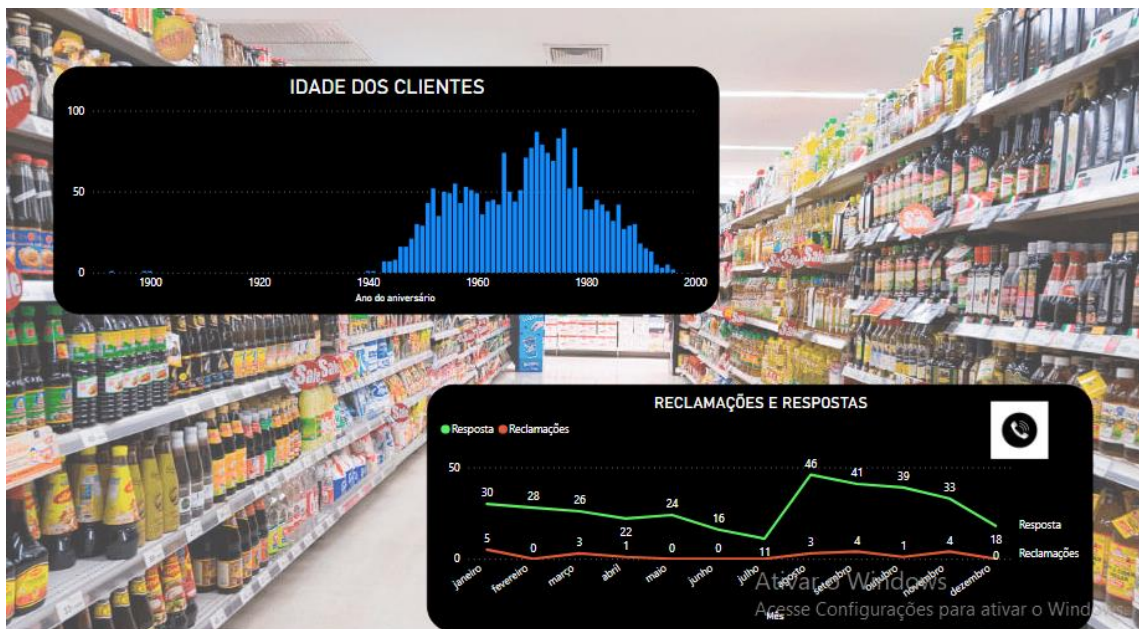 IDADE DOS CLIENTES
100
50
0
1900 1920 1940 1960 1980 2000
Ano do aniversário
Sale Sale
Sale
RECLAMAÇÕES E RESPOSTAS
Resposta Reclamações
50
46
41
39
33
30
28
26
24
22
16
11
18
Resposta
5
0
3
1
0
0
3
4
1
4
0
Reclamações
0
janeiro fevereiro março abril maio junho julho agosto setembro outubro novembro dezembro
Mês
Ativar o Windows
Acesse Configurações para ativar o Windows.